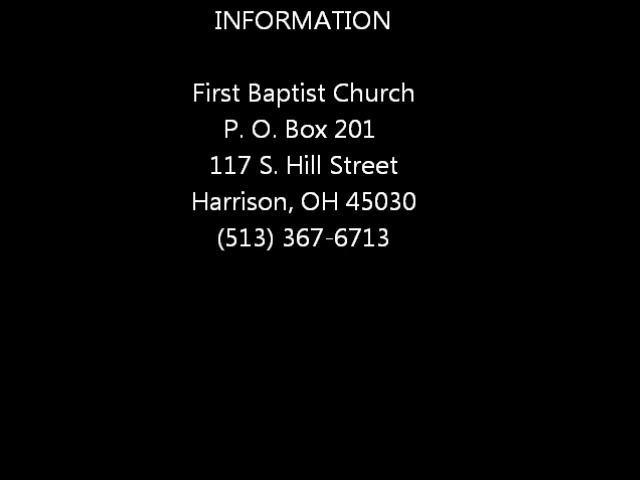 INFORMATION
First Baptist Church
P. O. Box 201
117 S. Hill Street
Harrison, OH 45030
(513) 367-6713